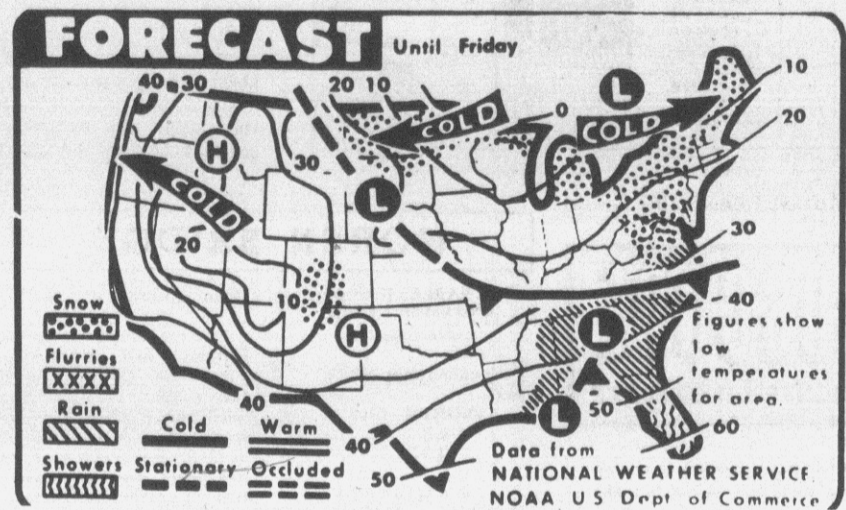 FORECAST
Until Friday
40 30
20 10
0
L
10
20
COLD
COLD
COLD
H
30
L
20
10
H
30
40
L
L
40
40
50
50
60
Snow
Flurries
Rain
Showers
Cold
Warm
Stationary
Occluded
Figures show
low
temperatures
for area.
Data from
NATIONAL WEATHER SERVICE
NOAA US Dept of Commerce